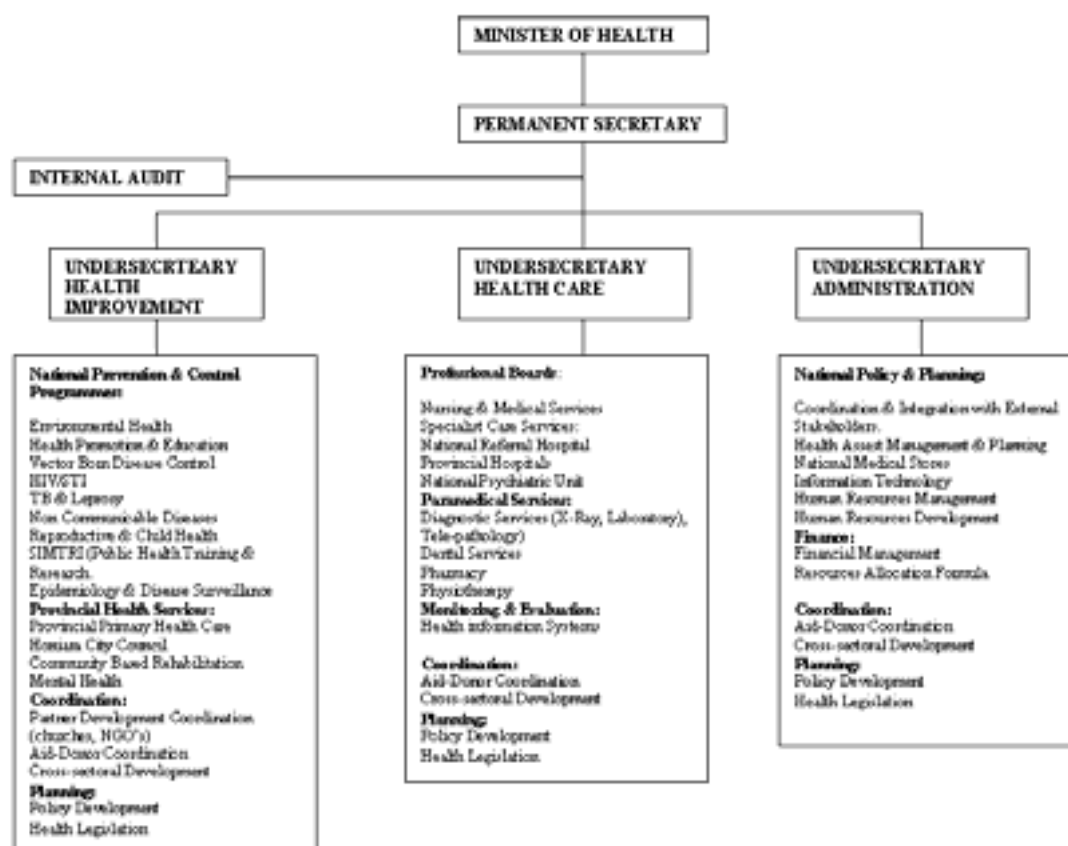 MINISTER OF HEALTH
PERMANENT SECRETARY
INTERNAL AUDIT
UNDERSECRTEARY
HEALTH
IMPROVEMENT
National Prevention & Control
Programmes:
Environmental Health
Health Promotion & Education
Vector Born Disease Control
HIV/STI
TB & Leprosy
Non Communicable Diseases
Reproductive & Child Health
SIMTRI (Public Health Training &
Research.
Epidemiology & Disease Surveillance
Provincial Health Services:
Provincial Primary Health Care
Honiara City Council
Community Based Rehabilitation
Mental Health
Coordination:
Partner Development Coordination
(churches, NGO's)
Aid-Donor Coordination
Cross-sectoral Development
Planning:
Policy Development
Health Legislation
UNDERSECRETARY
HEALTH CARE
Professional Boards:
Nursing & Medical Services
Specialist Care Services:
National Referral Hospital
Provincial Hospitals
National Psychiatric Unit
Paramedical Services:
Diagnostic Services (X-Ray, Laboratory),
Tele-pathology)
Dental Services
Pharmacy
Physiotherapy
Monitoring & Evaluation:
Health information Systems
Coordination:
Aid-Donor Coordination
Cross-sectoral Development
Planning:
Policy Development
Health Legislation
UNDERSECRETARY
ADMINISTRATION
National Policy & Planning:
Coordination & Integration with External
Stakeholders.
Health Assest Management & Planning
National Medical Stores
Information Technology
Human Resources Management
Human Resources Development
Finance:
Financial Management
Resources Allocation Formula
Coordination:
Aid-Donor Coordination
Cross-sectoral Development
Planning:
Policy Development
Health Legislation